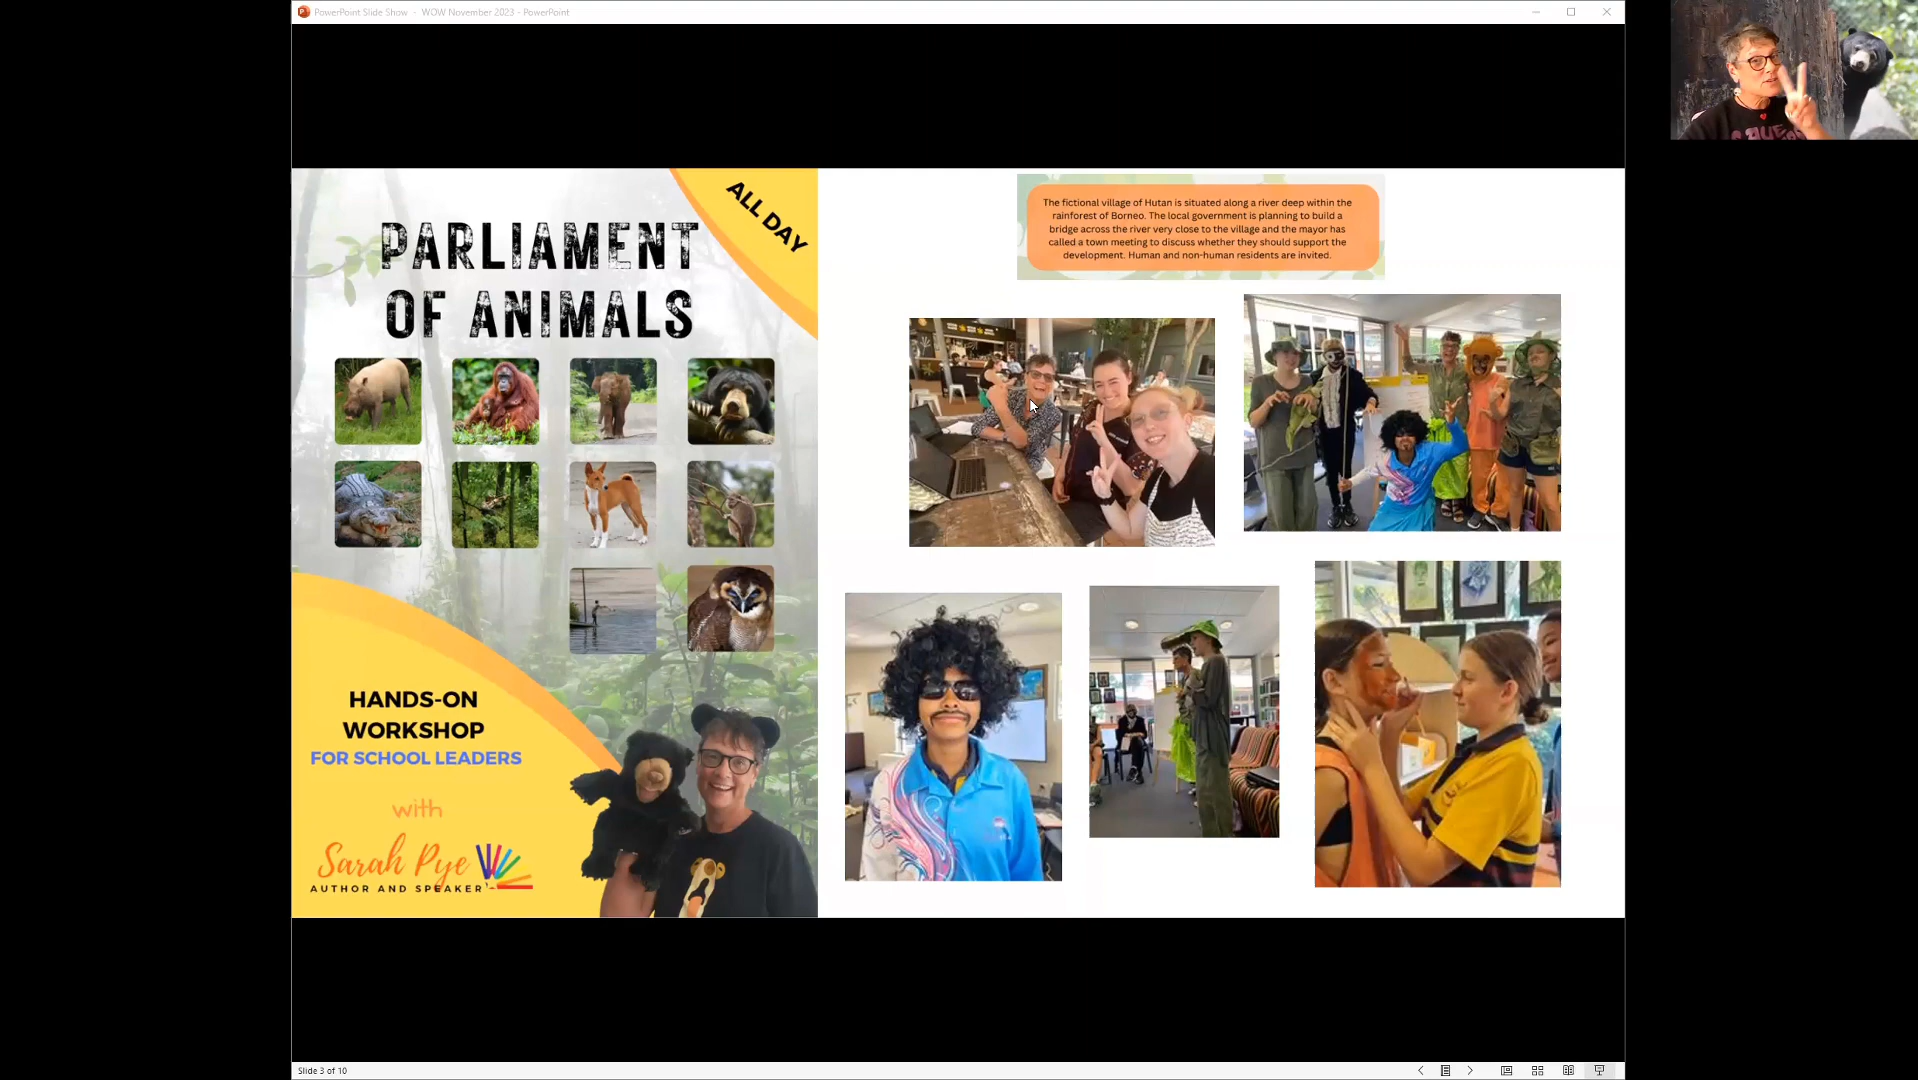 PowerPoint Slide Show - WOW November 2023 - PowerPoint
ALL DAY
PARLIAMENT
OF ANIMALS
HANDS-ON
WORKSHOP
FOR SCHOOL LEADERS
with
Sarah Pye
AUTHOR AND SPEAKER
The fictional village of Hutan is situated along a river deep within the
rainforest of Borneo. The local government is planning to build a
bridge across the river very close to the village and the mayor has
called a town meeting to discuss whether they should support the
development. Human and non-human residents are invited.
Slide 3 of 10